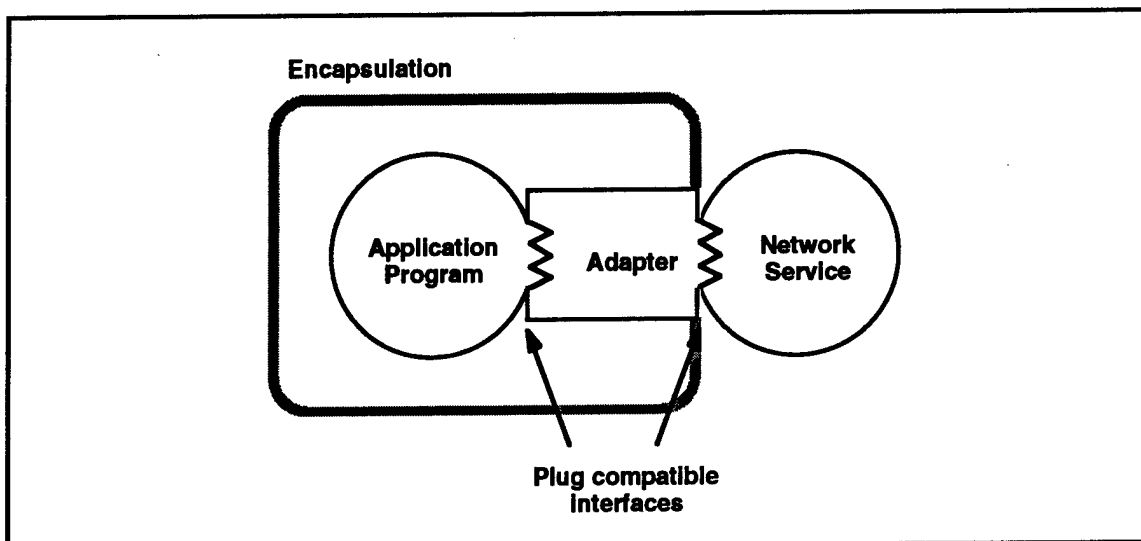 Encapsulation
Application
Program
Adapter
Network
Service
Plug compatible
interfaces